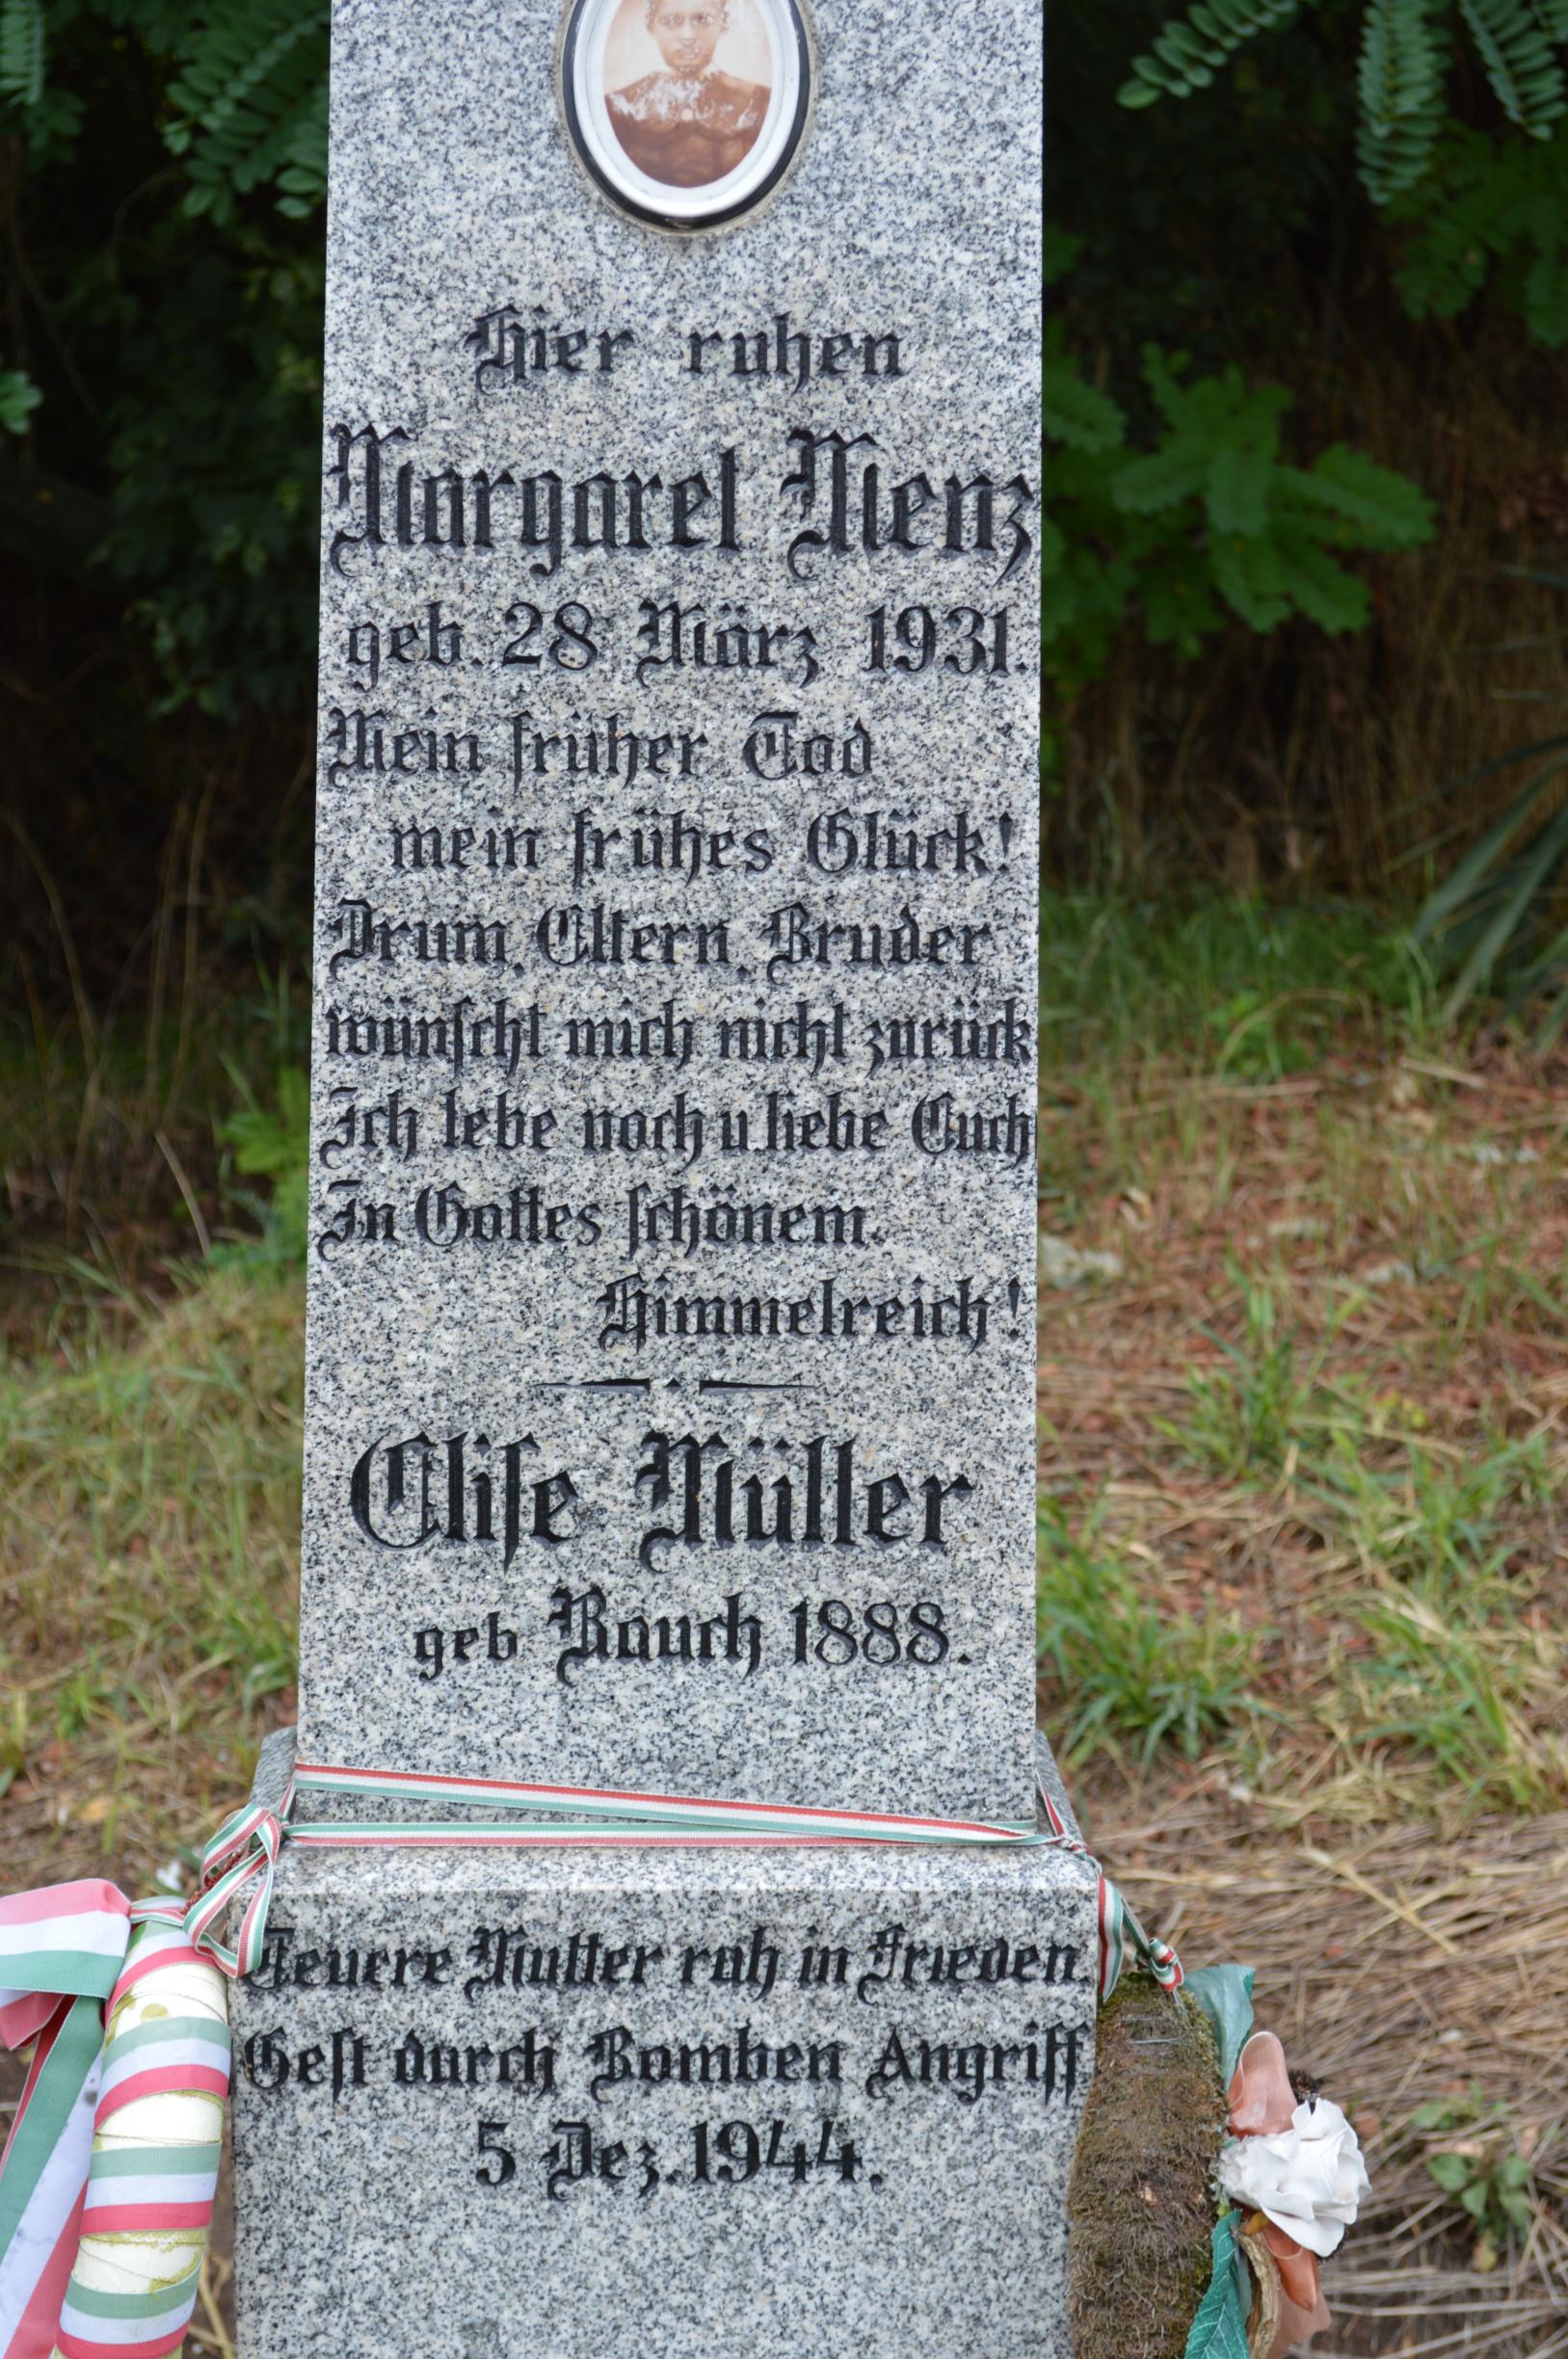 Hier ruhen
Margaret Menz
geb. 28 März 1931.
Mein früher Tod
mein frühes Glück!
Drum, Eltern, Bruder
wünscht mich nicht zurück
Ich lebe noch u. liebe Euch
In Gottes schönem
Himmelreich!
Elise Müller
geb Rauch 1888.
Teuere Mutter ruh in Frieden
Gest durch Bomben Angriff
5 Dez. 1944.